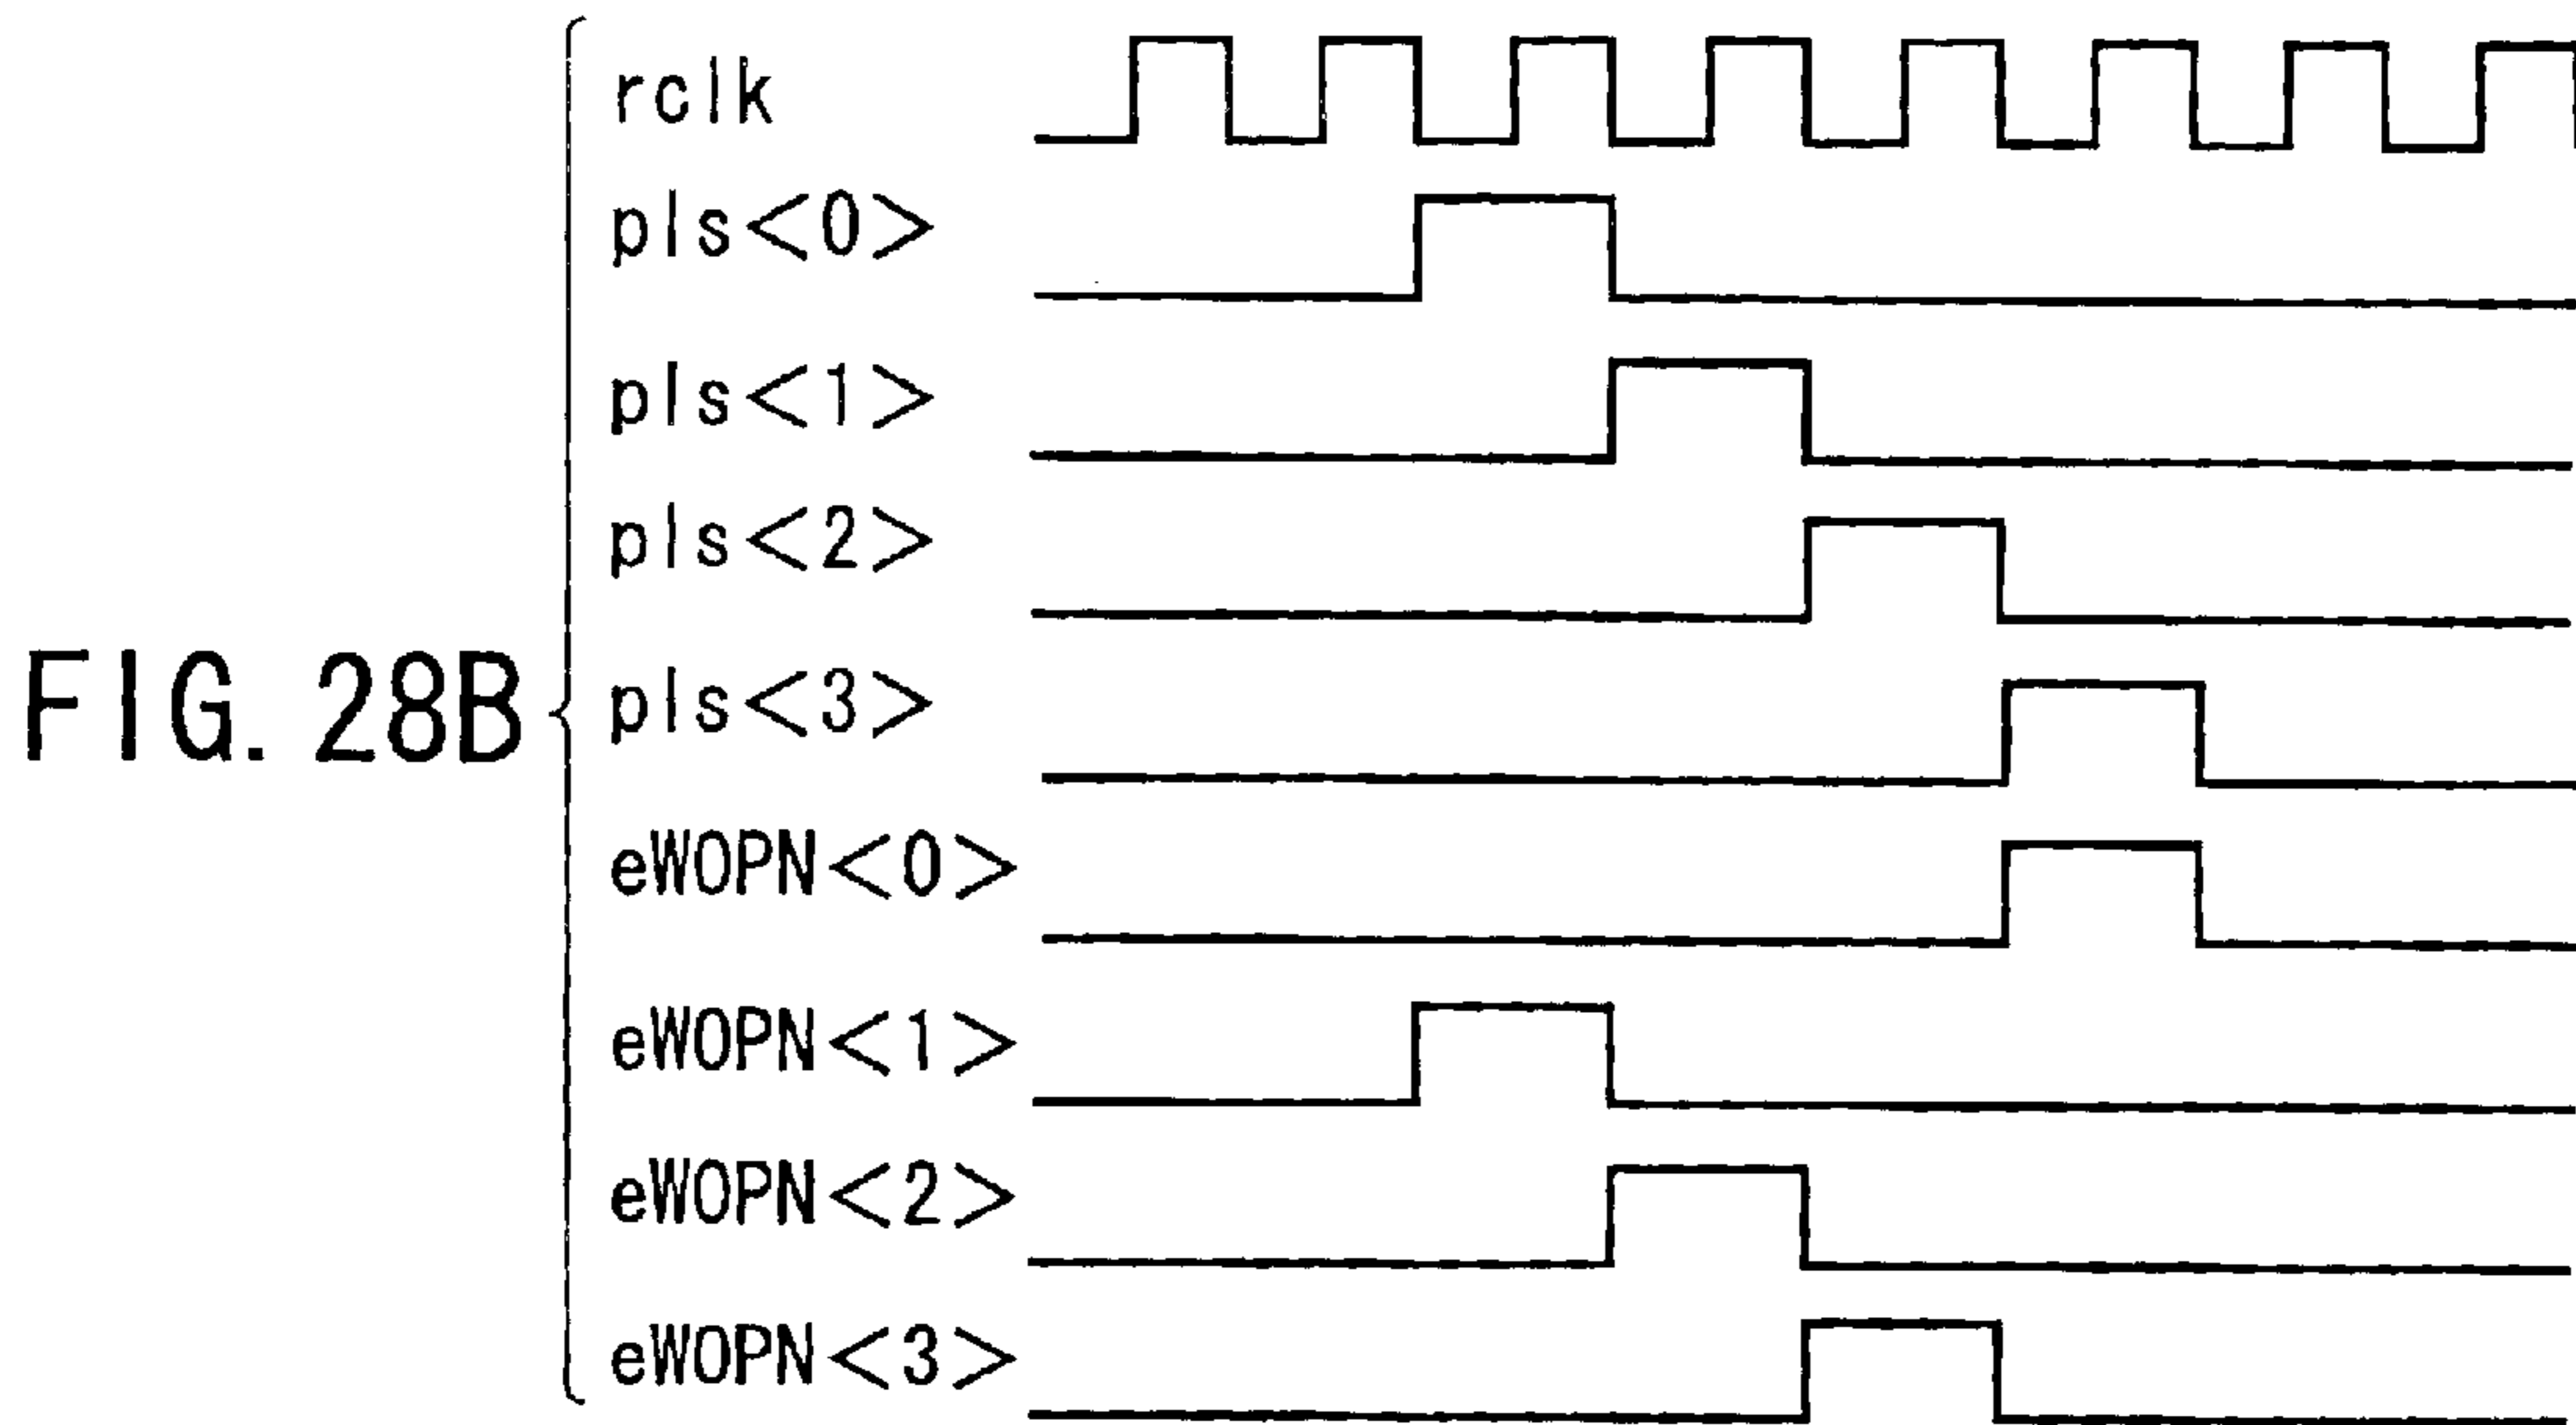 FIG. 28B
rclk
pls<0>
pls<1>
pls<2>
pls<3>
eWOPN<0>
eWOPN<1>
eWOPN<2>
eWOPN<3>